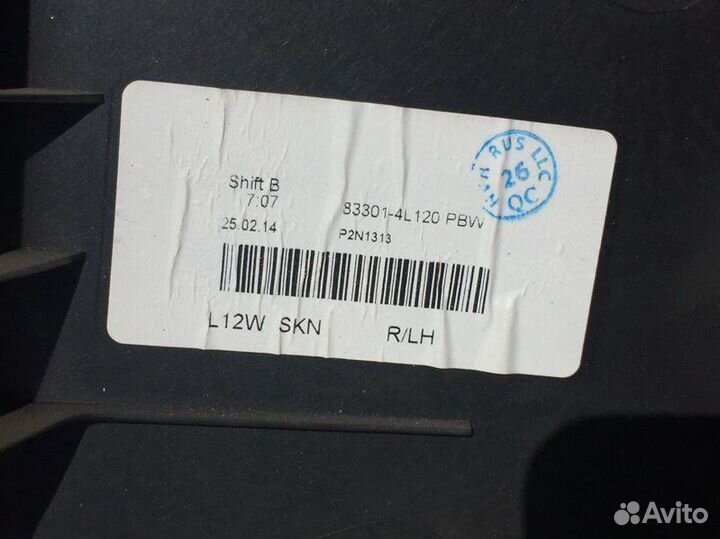 Shift B
7:07
25.02.14
83301-4L120 PBW
P2N1313
L12W SKN R/LH
RUS LLC
26
QC
Avito